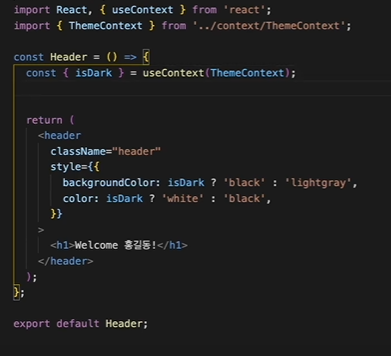 import React, { useContext } from 'react';
import { ThemeContext } from '../context/ThemeContext';

const Header = () => {
  const { isDark } = useContext(ThemeContext);

  return (
    <header
      className="header"
      style={{
        backgroundColor: isDark ? 'black' : 'lightgray',
        color: isDark ? 'white' : 'black',
      }}
    >
      <h1>Welcome 홍길동!</h1>
    </header>
  );
};

export default Header;